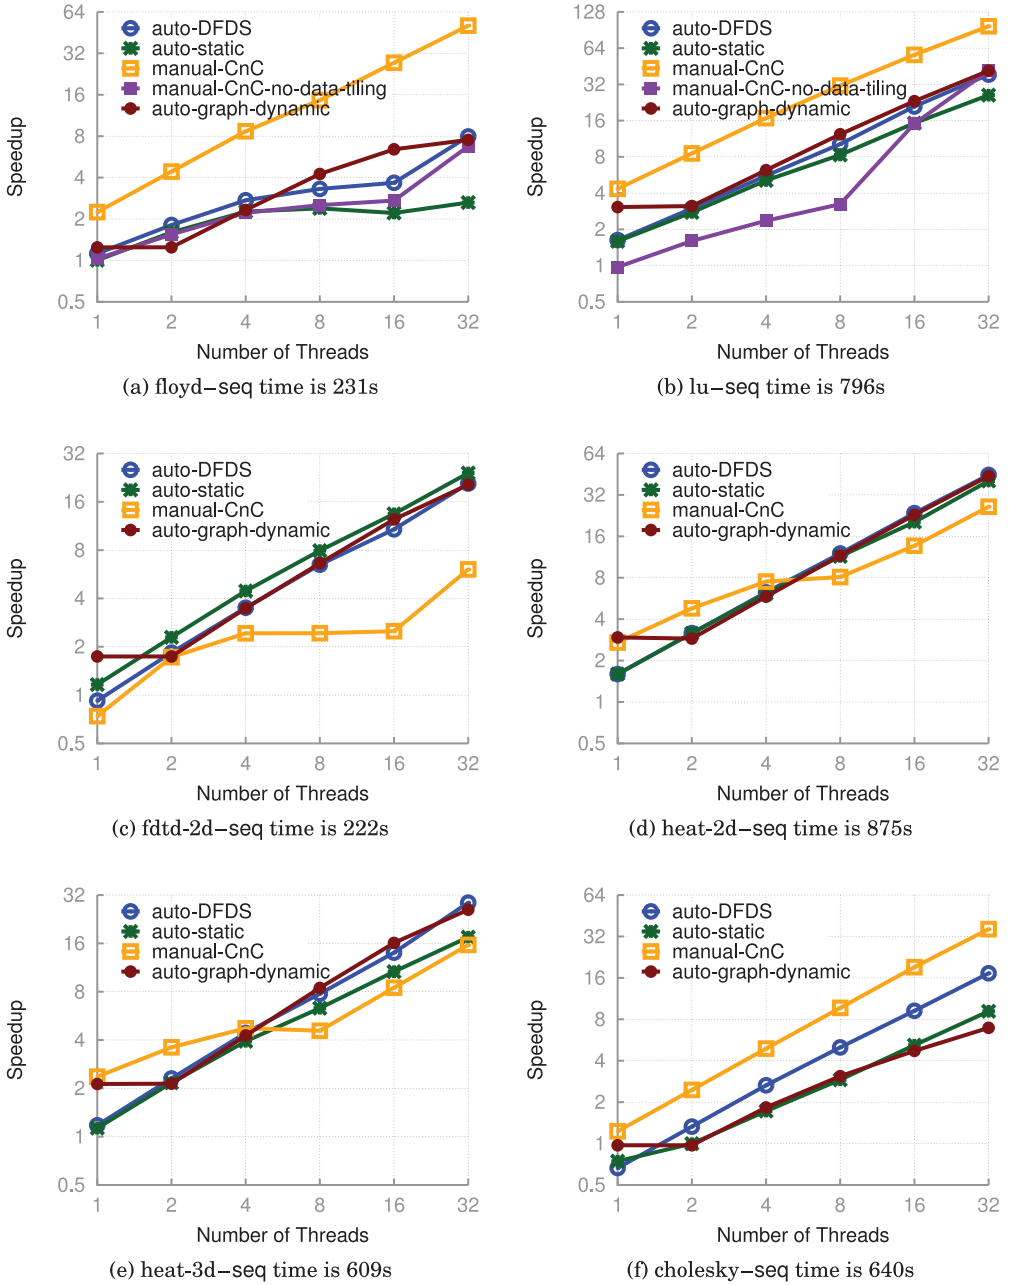 64
32
16
8
4
2
1
0.5
Speedup
auto-DFDS
auto-static
manual-CnC
manual-CnC-no-data-tiling
auto-graph-dynamic
1 2 4 8 16 32
Number of Threads
(a) floyd–seq time is 231s
128
64
32
16
8
4
2
1
0.5
Speedup
auto-DFDS
auto-static
manual-CnC
manual-CnC-no-data-tiling
auto-graph-dynamic
1 2 4 8 16 32
Number of Threads
(b) lu–seq time is 796s
32
16
8
4
2
1
0.5
Speedup
auto-DFDS
auto-static
manual-CnC
auto-graph-dynamic
1 2 4 8 16 32
Number of Threads
(c) fdtd-2d–seq time is 222s
64
32
16
8
4
2
1
0.5
Speedup
auto-DFDS
auto-static
manual-CnC
auto-graph-dynamic
1 2 4 8 16 32
Number of Threads
(d) heat-2d–seq time is 875s
32
16
8
4
2
1
0.5
Speedup
auto-DFDS
auto-static
manual-CnC
auto-graph-dynamic
1 2 4 8 16 32
Number of Threads
(e) heat-3d–seq time is 609s
64
32
16
8
4
2
1
0.5
Speedup
auto-DFDS
auto-static
manual-CnC
auto-graph-dynamic
1 2 4 8 16 32
Number of Threads
(f) cholesky–seq time is 640s